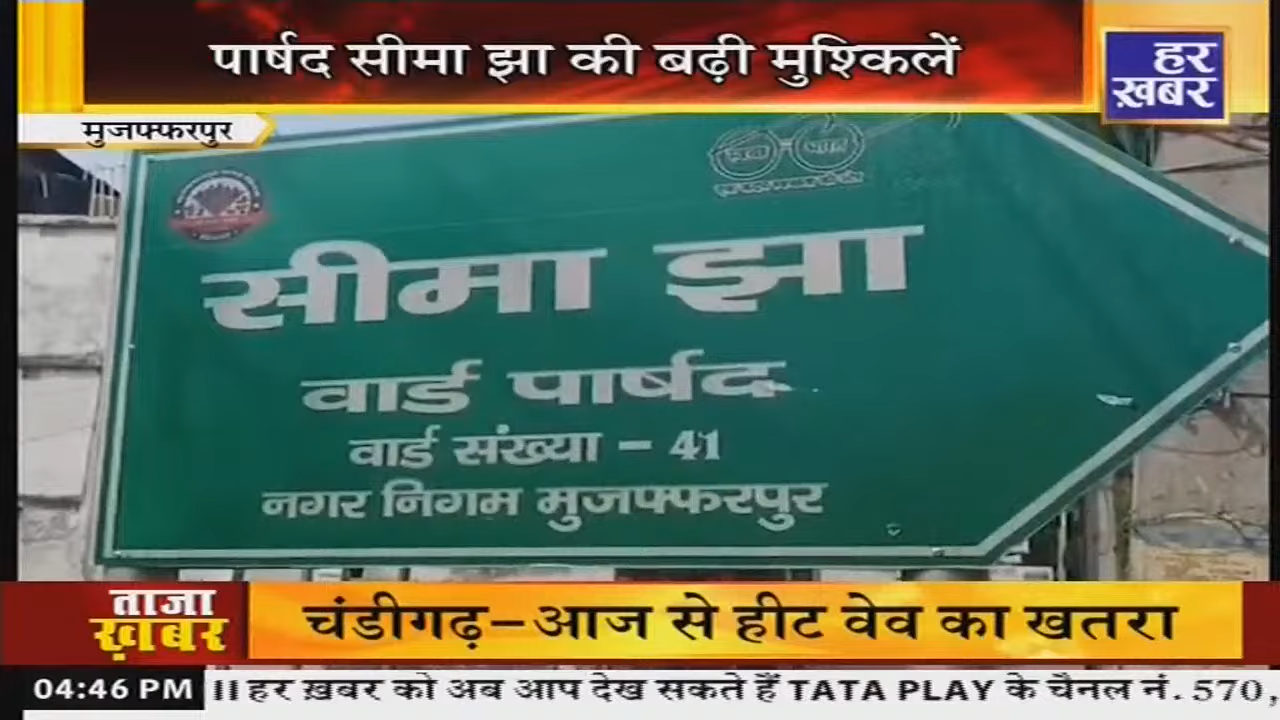 पार्षद सीमा झा की बढ़ी मुश्किलें
हर
ख़बर
मुजफ्फरपुर
सीमा झा
वार्ड पार्षद
वार्ड संख्या - 41
नगर निगम मुजफ्फरपुर
ताजा
ख़बर
चंडीगढ़-आज से हीट वेव का खतरा
04:46 PM
॥हर ख़बर को अब आप देख सकते हैं TATA PLAY के चैनल नं. 570,